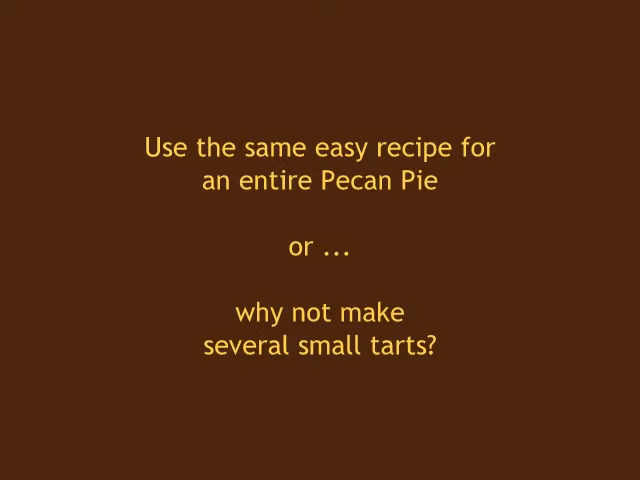 Use the same easy recipe for
an entire Pecan Pie
or ...
why not make
several small tarts?